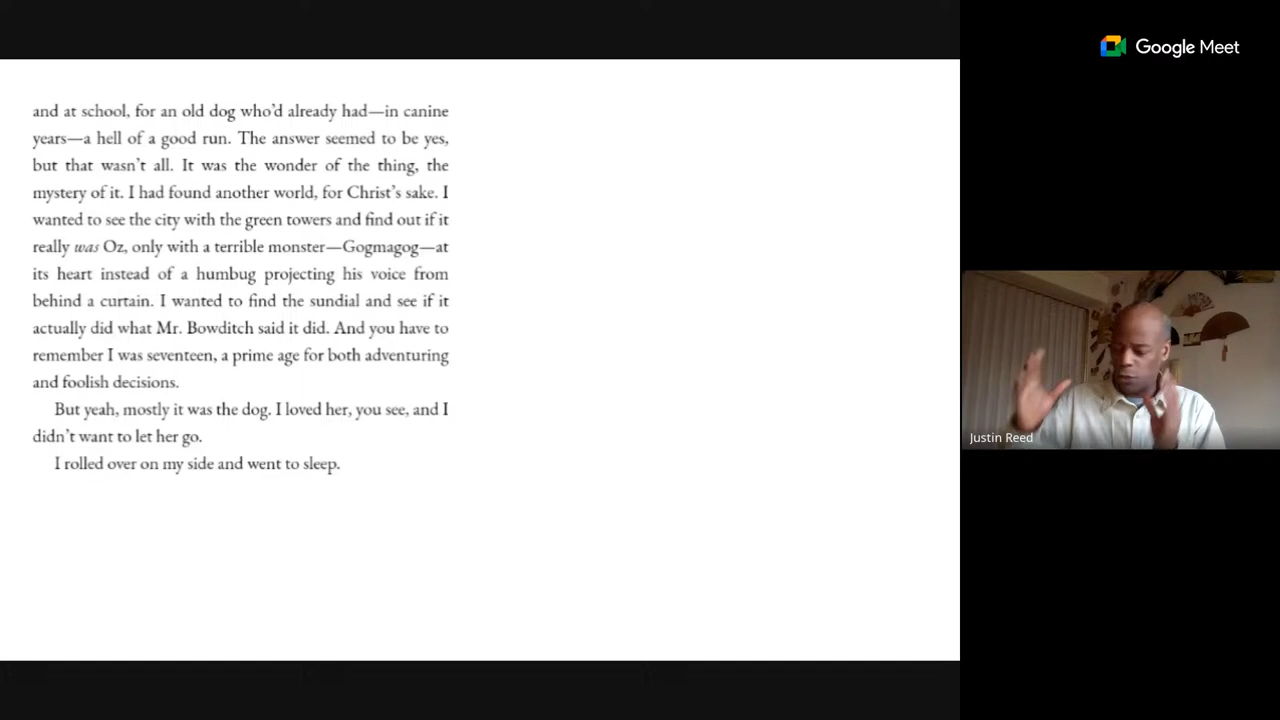 Google Meet
and at school, for an old dog who’d already had—in canine
years—a hell of a good run. The answer seemed to be yes,
but that wasn’t all. It was the wonder of the thing, the
mystery of it. I had found another world, for Christ’s sake. I
wanted to see the city with the green towers and find out if it
really was Oz, only with a terrible monster—Gogmagog—at
its heart instead of a humbug projecting his voice from
behind a curtain. I wanted to find the sundial and see if it
actually did what Mr. Bowditch said it did. And you have to
remember I was seventeen, a prime age for both adventuring
and foolish decisions.
But yeah, mostly it was the dog. I loved her, you see, and I
didn’t want to let her go.
I rolled over on my side and went to sleep.
Justin Reed